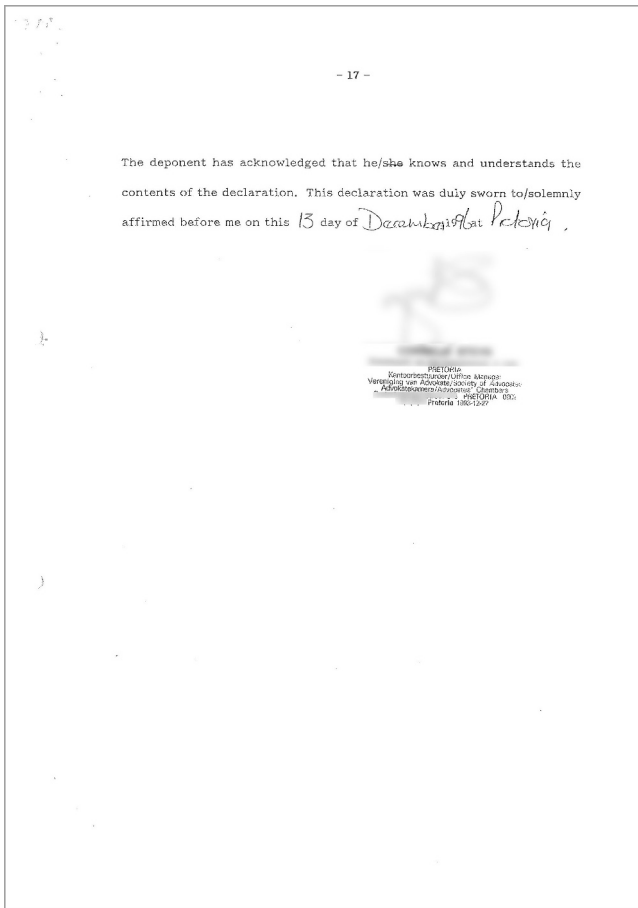 - 17 -
The deponent has acknowledged that he/she knows and understands the
contents of the declaration. This declaration was duly sworn to/solemnly
affirmed before me on this 13 day of December 1996 at Pretoria.
PRETORIA
Kantoorbestuurder/Office Manager
Vereniging van Advokate/Society of Advocates
Advokatekamers/Advocates' Chambers
PRETORIA
Pretoria